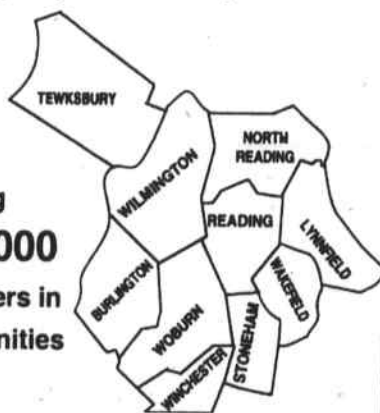 TEWKSBURY
NORTH
READING
WILMINGTON
g
READING
LYNNFIELD
000
BURLINGTON
WAKEFIELD
ers in
WOBURN
STONEHAM
nities
WINCHESTER